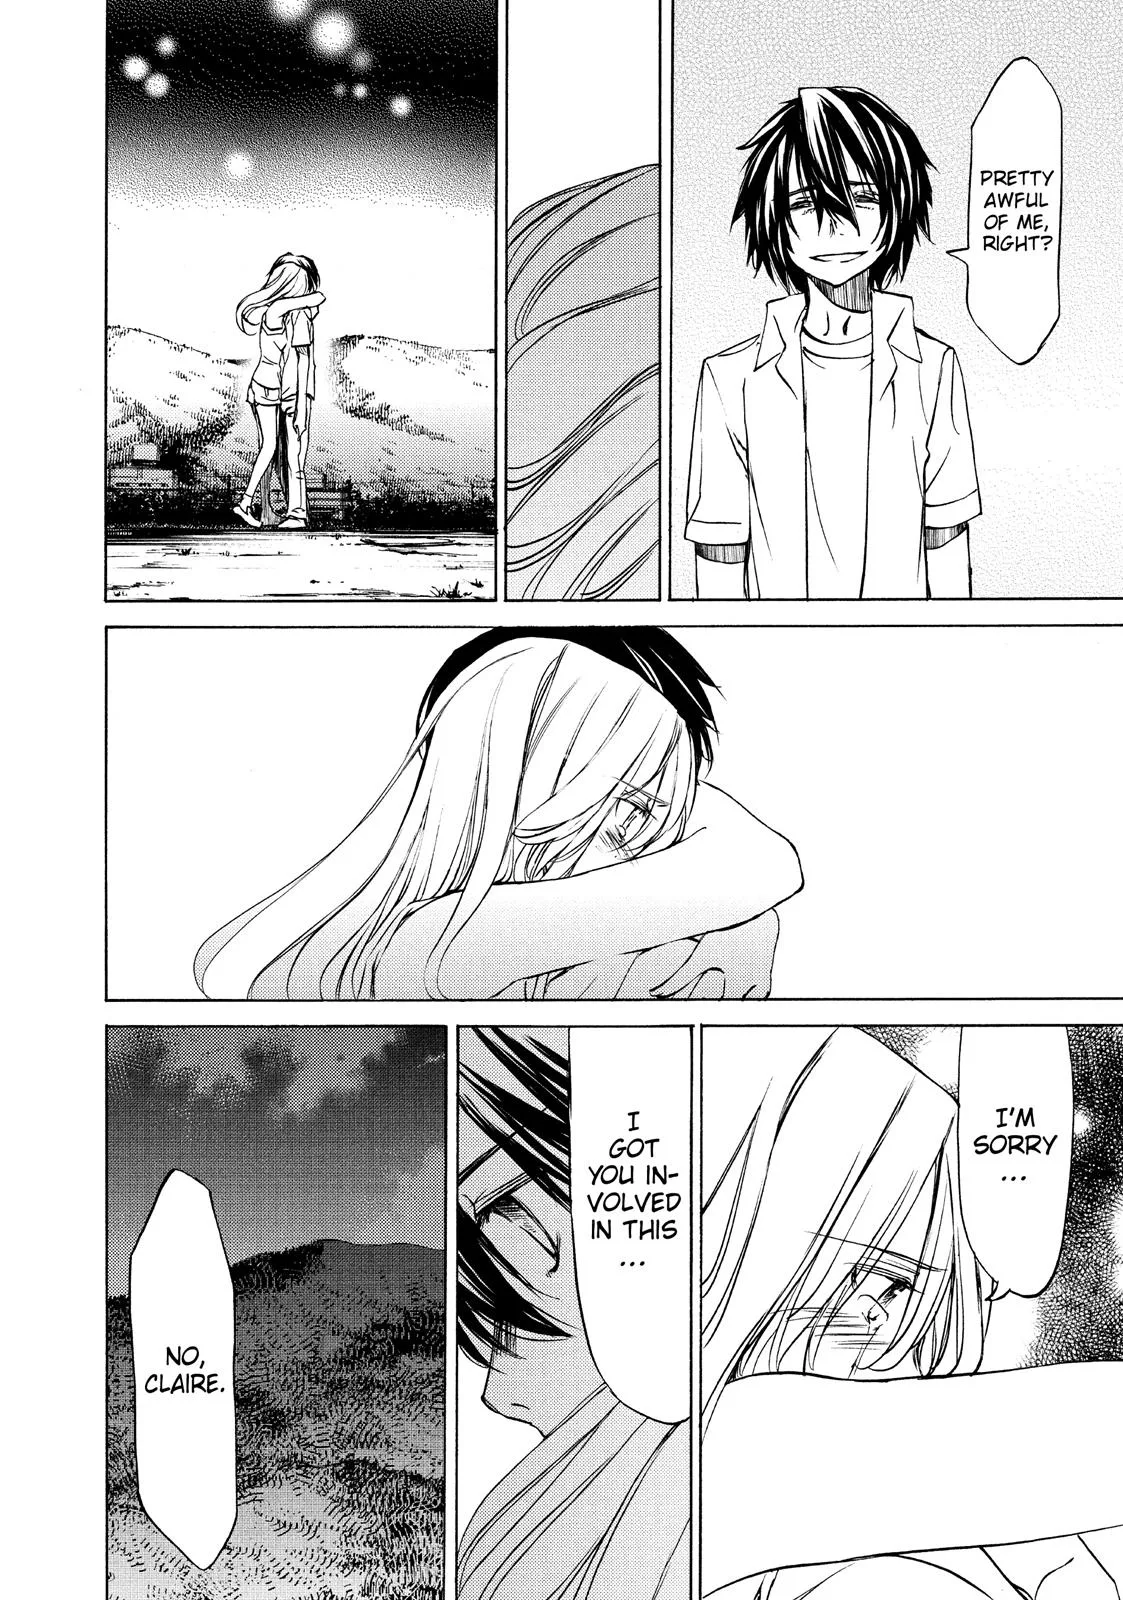 PRETTY
AWFUL
OF ME,
RIGHT?
I'M
SORRY
...
I
GOT
YOU IN-
VOLVED
IN THIS
...
NO,
CLAIRE.